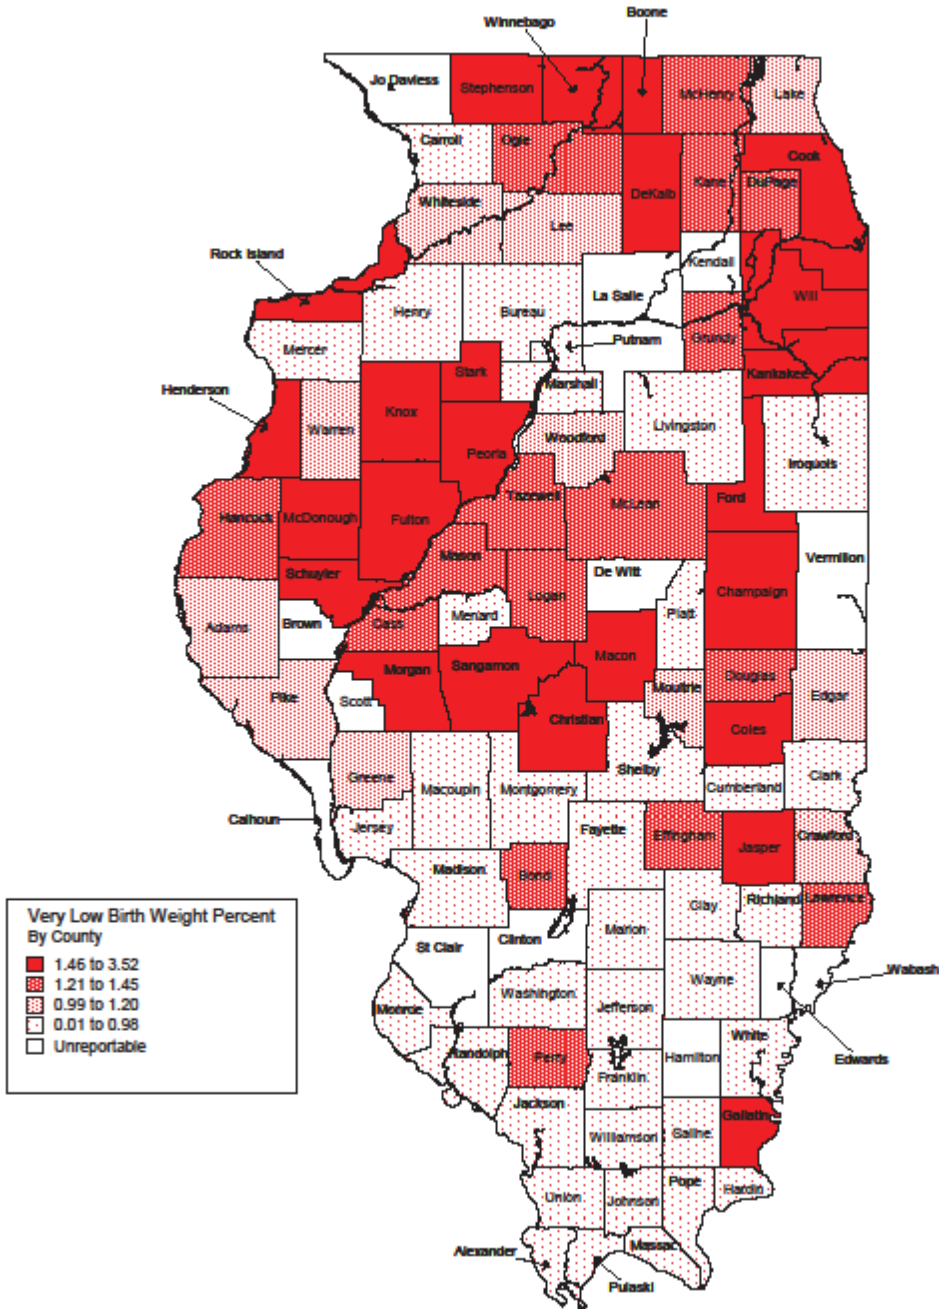 Boone
Winnebago
Jo Daviess
Stephenson
McHenry
Lake
Carroll
Ogle
Cook
DeKalb
Kane
DuPage
Whiteside
Lee
Rock Island
Kendall
La Salle
Will
Henry
Bureau
Putnam
Grundy
Mercer
Stark
Kankakee
Marshall
Henderson
Knox
Warren
Livingston
Woodford
Peoria
Iroquois
Tazewell
McLean
Ford
Hancock
McDonough
Fulton
Mason
Vermilion
De Witt
Schuyler
Logan
Champaign
Menard
Piatt
Adams
Brown
Cass
Macon
Morgan
Sangamon
Douglas
Moultrie
Pike
Scott
Edgar
Christian
Coles
Shelby
Greene
Clark
Macoupin
Montgomery
Cumberland
Calhoun
Jersey
Fayette
Effingham
Crawford
Jasper
Madison
Bond
Richland
Lawrence
Clay
Very Low Birth Weight Percent
By County
1.46 to 3.52
1.21 to 1.45
0.99 to 1.20
0.01 to 0.98
Unreportable
Marion
Clinton
St Clair
Wabash
Wayne
Washington
Jefferson
Monroe
White
Randolph
Perry
Hamilton
Edwards
Franklin
Jackson
Gallatin
Williamson
Saline
Pope
Hardin
Union
Johnson
Alexander
Massac
Pulaski